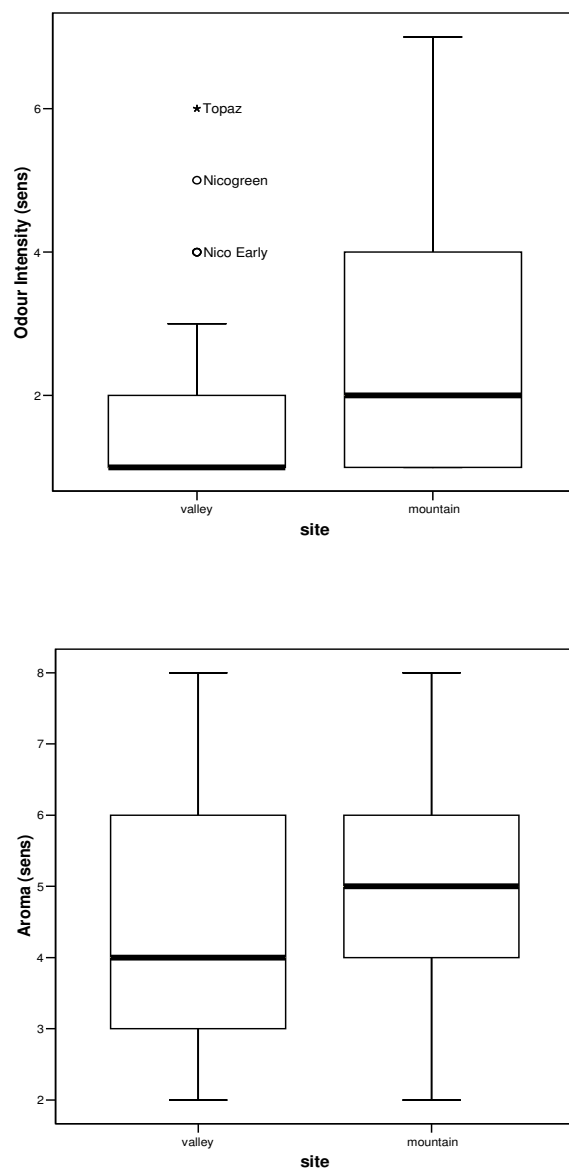 Odour Intensity (sens)
6
4
2
Topaz
Nicogreen
Nico Early
valley
mountain
site
Aroma (sens)
8
7
6
5
4
3
2
valley
mountain
site